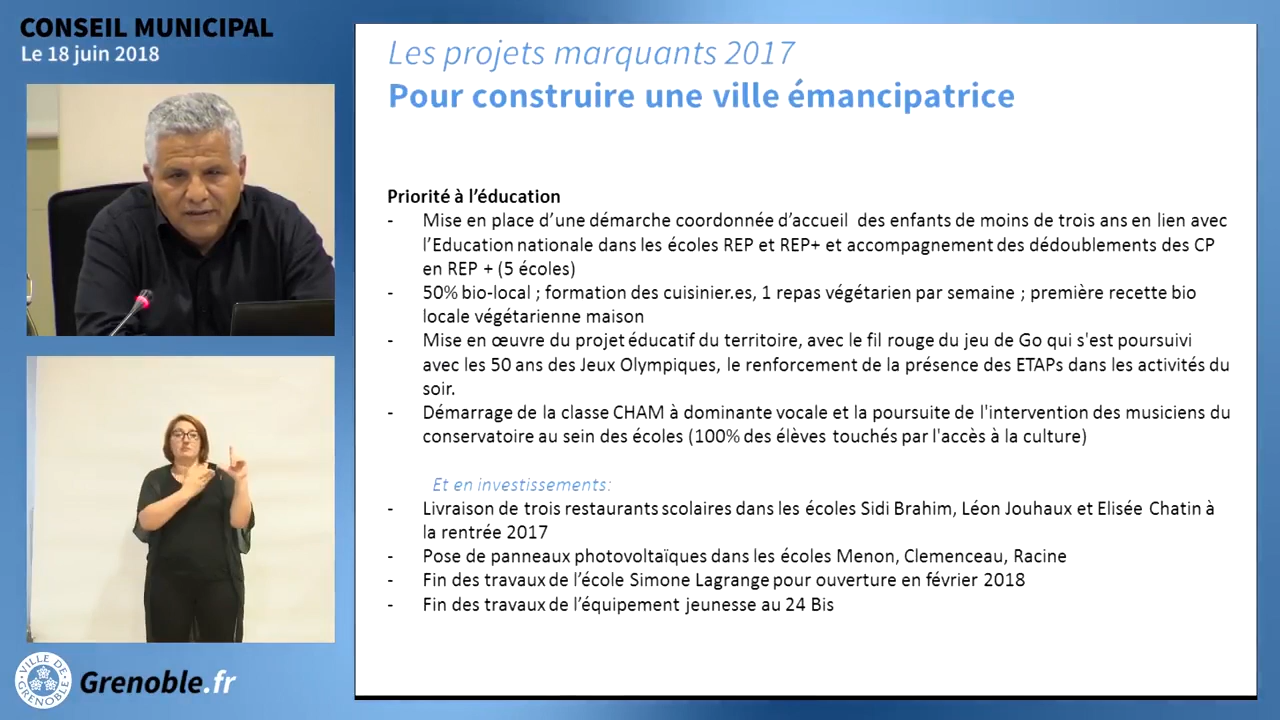 CONSEIL MUNICIPAL
Le 18 juin 2018
Les projets marquants 2017
Pour construire une ville émancipatrice
Priorité à l’éducation
- Mise en place d’une démarche coordonnée d’accueil des enfants de moins de trois ans en lien avec
l’Education nationale dans les écoles REP et REP+ et accompagnement des dédoublements des CP
en REP + (5 écoles)
- 50% bio-local ; formation des cuisinier.es, 1 repas végétarien par semaine ; première recette bio
locale végétarienne maison
- Mise en œuvre du projet éducatif du territoire, avec le fil rouge du jeu de Go qui s'est poursuivi
avec les 50 ans des Jeux Olympiques, le renforcement de la présence des ETAPs dans les activités du
soir.
- Démarrage de la classe CHAM à dominante vocale et la poursuite de l'intervention des musiciens du
conservatoire au sein des écoles (100% des élèves touchés par l'accès à la culture)
Et en investissements:
- Livraison de trois restaurants scolaires dans les écoles Sidi Brahim, Léon Jouhaux et Elisée Chatin à
la rentrée 2017
- Pose de panneaux photovoltaïques dans les écoles Menon, Clemenceau, Racine
- Fin des travaux de l’école Simone Lagrange pour ouverture en février 2018
- Fin des travaux de l’équipement jeunesse au 24 Bis
VILLE DE GRENOBLE
Grenoble.fr